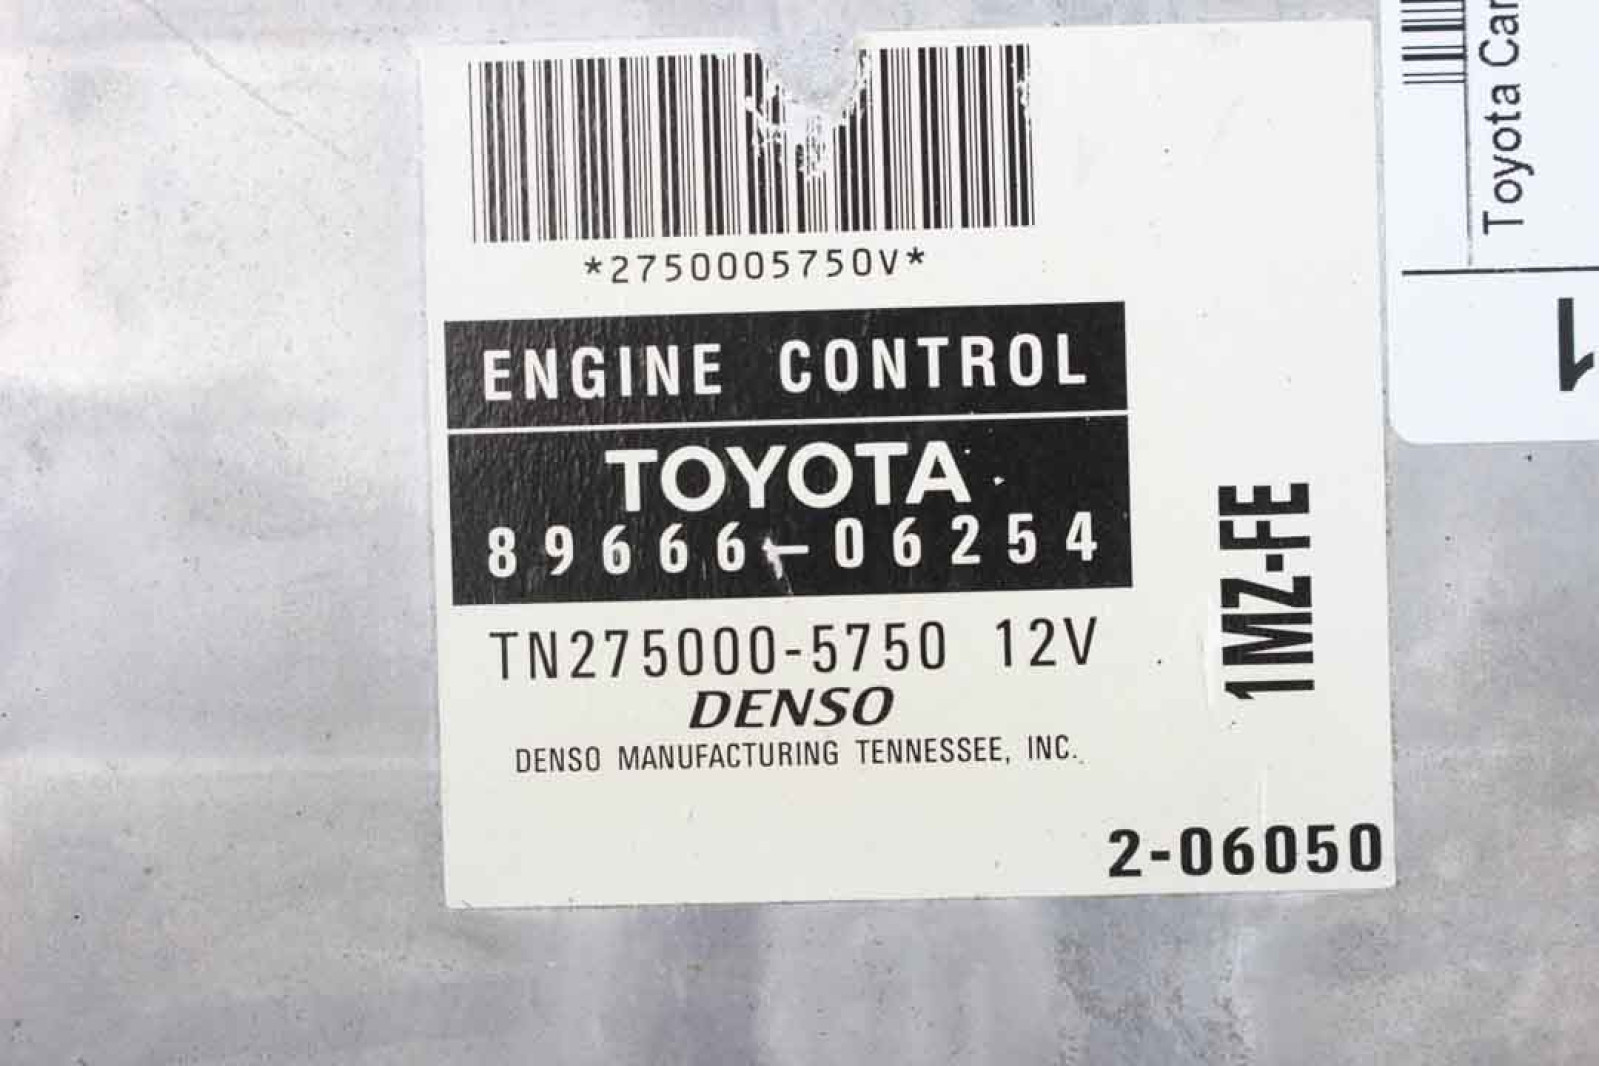 *2750005750V*
ENGINE CONTROL
TOYOTA
89666-06254
TN275000-5750 12V
DENSO
DENSO MANUFACTURING TENNESSEE, INC.
1MZ-FE
2-06050
Toyota
1